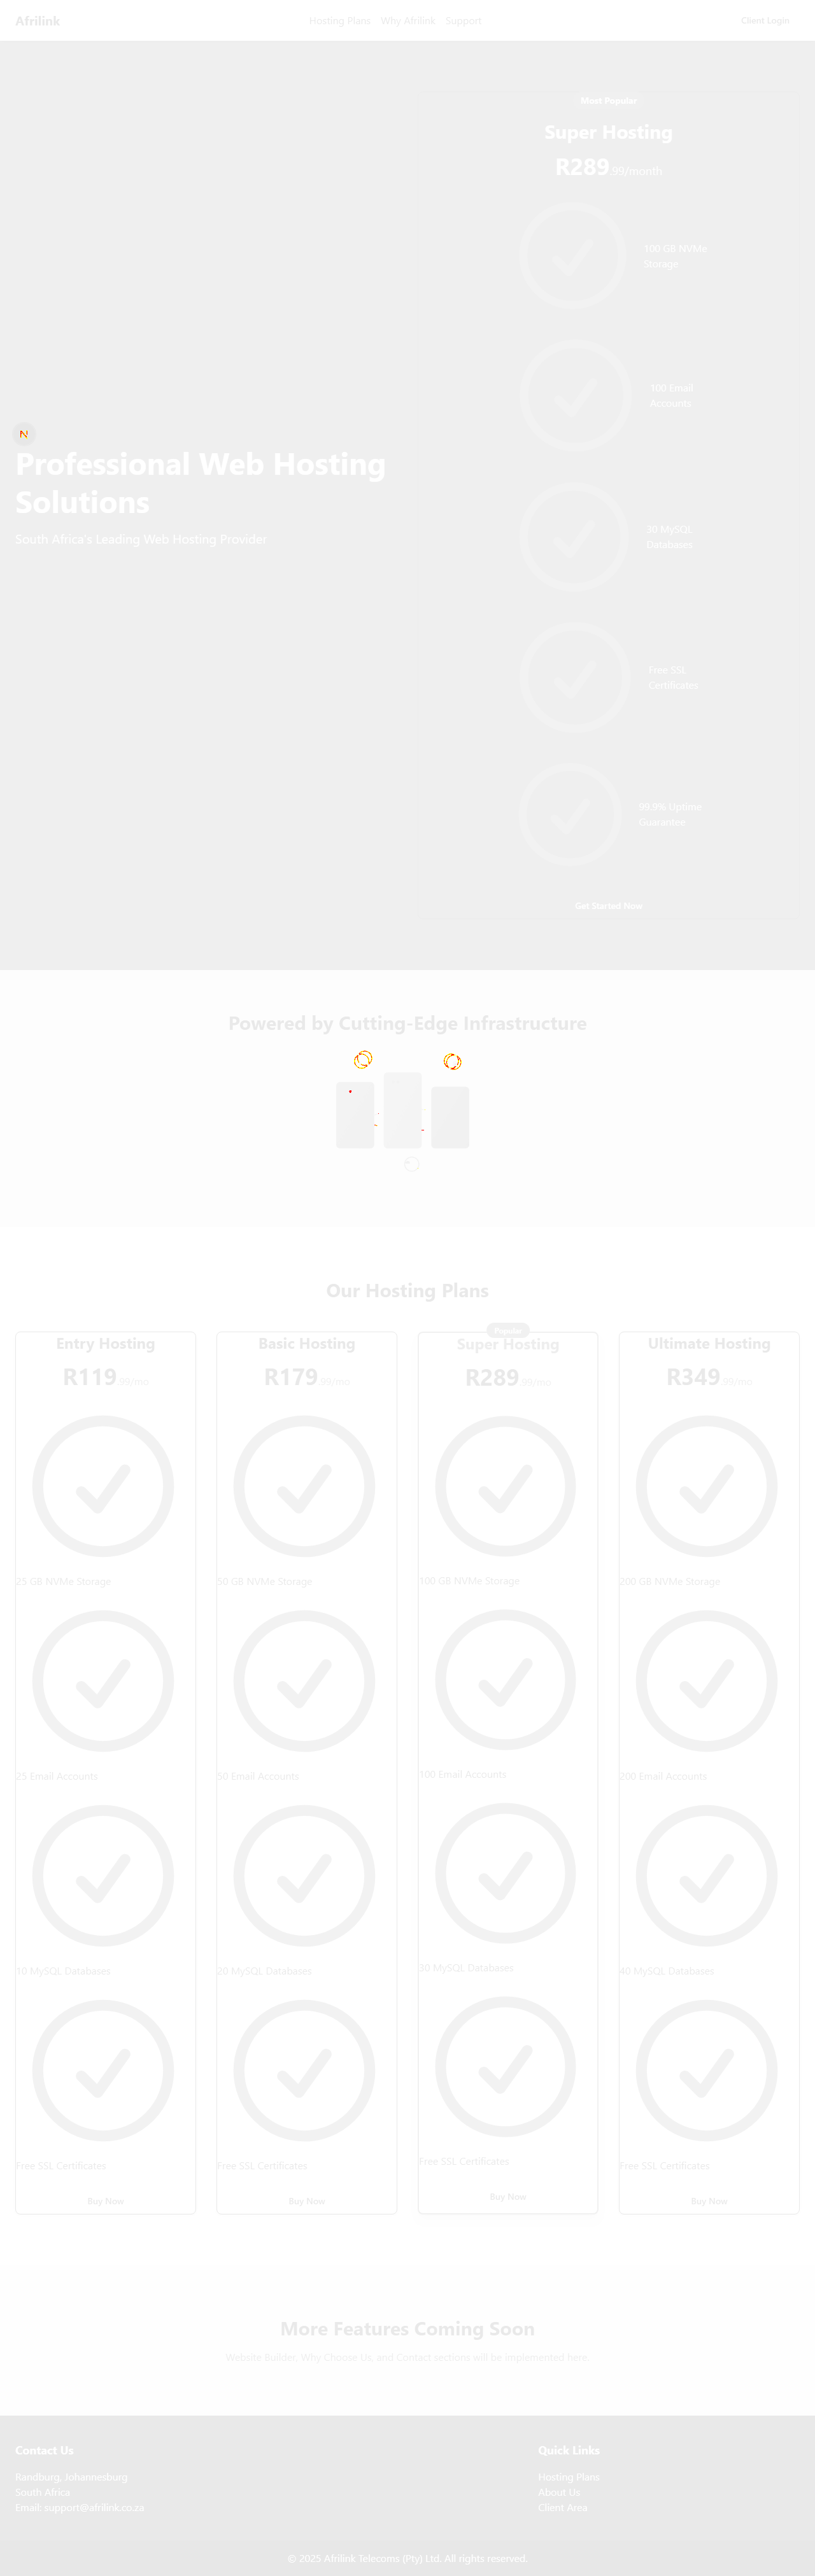 Afrilink
Hosting Plans Why Afrilink Support
Client Login
Most Popular
Super Hosting
R289.99/month
100 GB NVMe
Storage
100 Email
Accounts
30 MySQL
Databases
Free SSL
Certificates
99.9% Uptime
Guarantee
Get Started Now
Professional Web Hosting
Solutions
South Africa's Leading Web Hosting Provider
Powered by Cutting-Edge Infrastructure
Our Hosting Plans
Entry Hosting
R119.99/mo
25 GB NVMe Storage
25 Email Accounts
10 MySQL Databases
Free SSL Certificates
Buy Now
Basic Hosting
R179.99/mo
50 GB NVMe Storage
50 Email Accounts
20 MySQL Databases
Free SSL Certificates
Buy Now
Popular
Super Hosting
R289.99/mo
100 GB NVMe Storage
100 Email Accounts
30 MySQL Databases
Free SSL Certificates
Buy Now
Ultimate Hosting
R349.99/mo
200 GB NVMe Storage
200 Email Accounts
40 MySQL Databases
Free SSL Certificates
Buy Now
More Features Coming Soon
Website Builder, Why Choose Us, and Contact sections will be implemented here.
Contact Us
Randburg, Johannesburg
South Africa
Email: support@afrilink.co.za
Quick Links
Hosting Plans
About Us
Client Area
© 2025 Afrilink Telecoms (Pty) Ltd. All rights reserved.